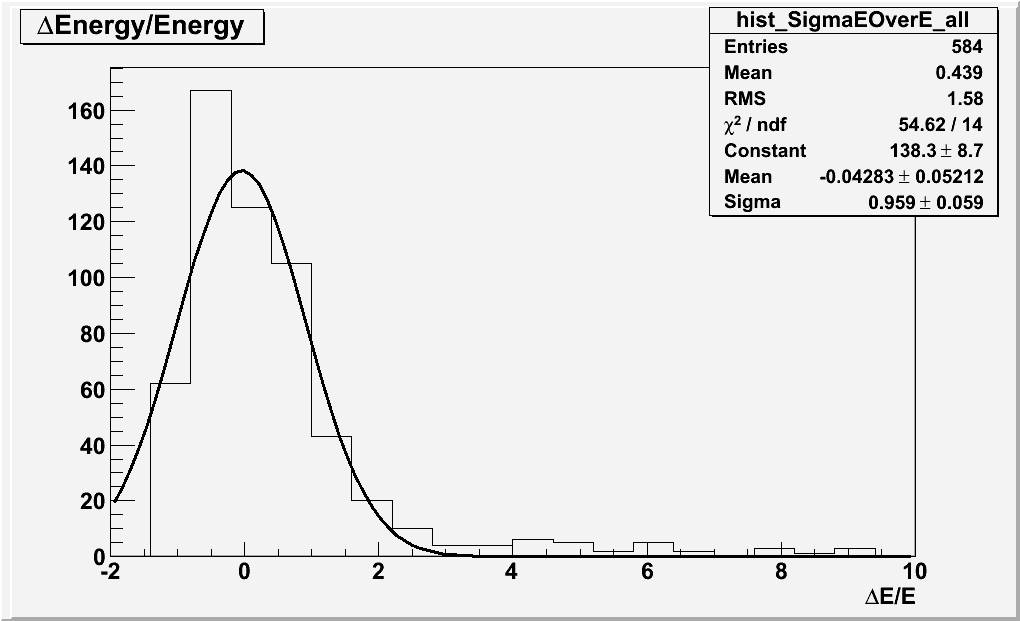 ΔEnergy/Energy
hist_SigmaEOverE_all
Entries 584
Mean 0.439
RMS 1.58
χ² / ndf 54.62 / 14
Constant 138.3 ± 8.7
Mean -0.04283 ± 0.05212
Sigma 0.959 ± 0.059
160
140
120
100
80
60
40
20
0
-2 0 2 4 6 8 10
ΔE/E